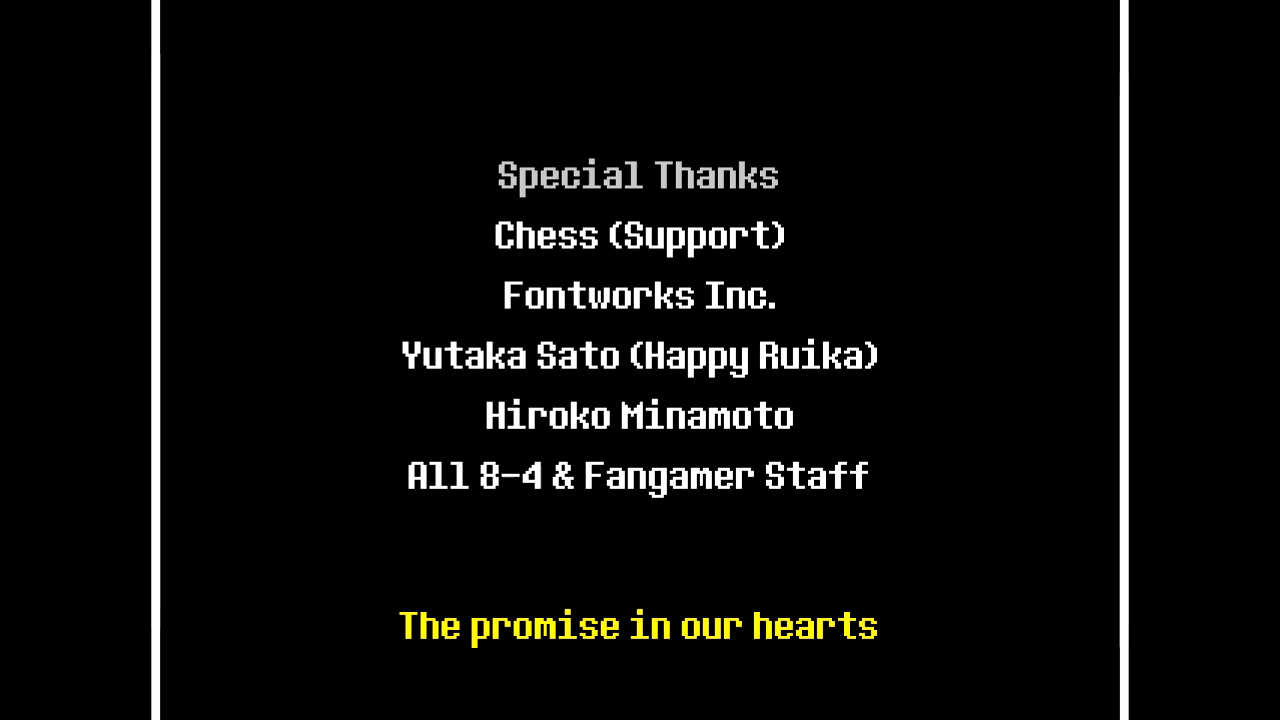 Special Thanks
Chess (Support)
Fontworks Inc.
Yutaka Sato (Happy Ruika)
Hiroko Minamoto
All 8-4 & Fangamer Staff
The promise in our hearts